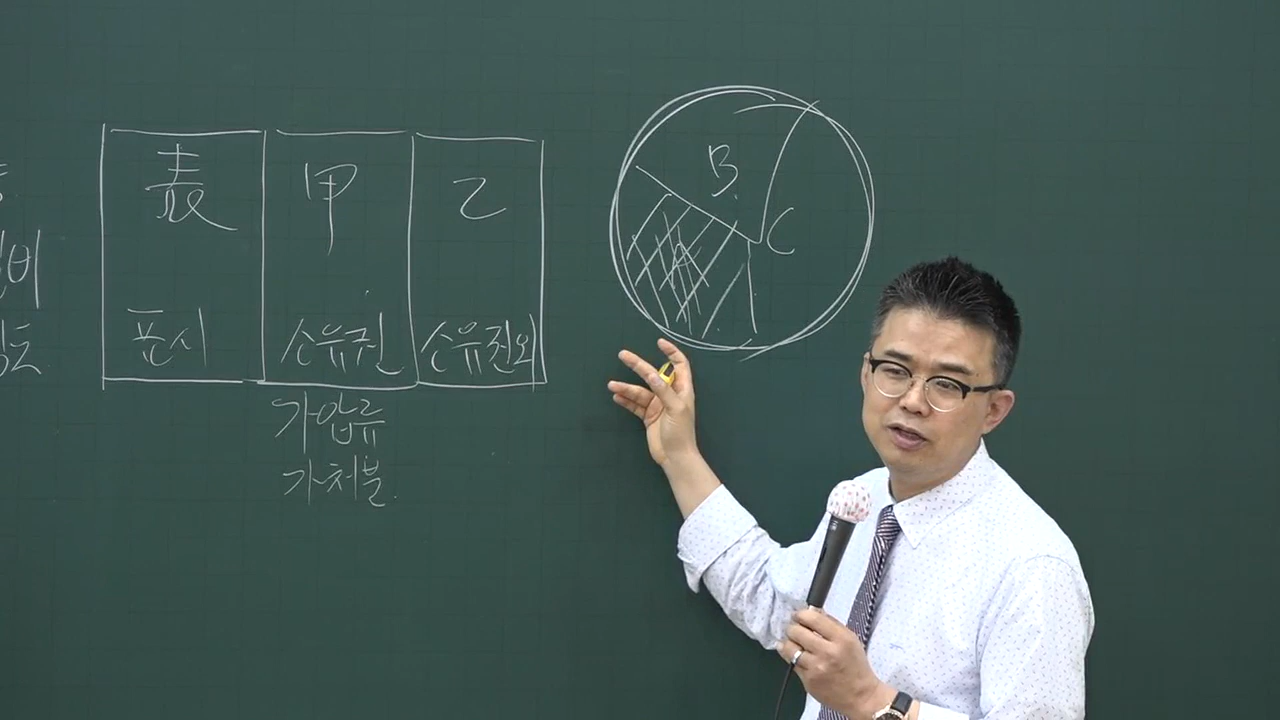 表 甲 乙
표시 소유권 소유권외
가압류
가처분
B
C
A